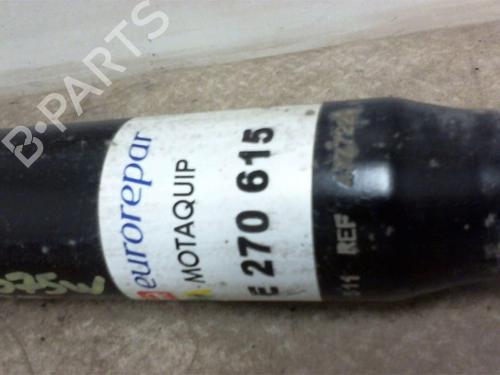 B-PARTS
eurorepar
MOTAQUIP
E 270 615
REF